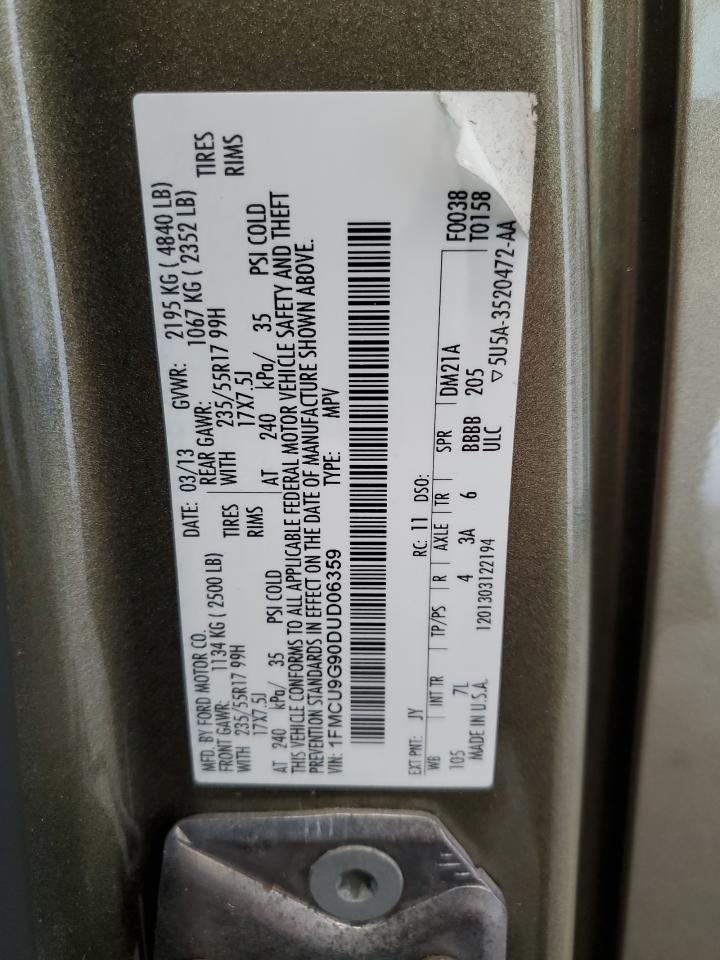 MFD. BY FORD MOTOR CO. DATE: 03/13 GVWR: 2195 KG ( 4840 LB)
FRONT GAWR: 1134 KG ( 2500 LB) REAR GAWR: 1067 KG ( 2352 LB)
WITH 235/55R17 99H TIRES WITH 235/55R17 99H TIRES
17X7.5J RIMS 17X7.5J RIMS
AT 240 kPa/ 35 PSI COLD AT 240 kPa/ 35 PSI COLD
THIS VEHICLE CONFORMS TO ALL APPLICABLE FEDERAL MOTOR VEHICLE SAFETY AND THEFT
PREVENTION STANDARDS IN EFFECT ON THE DATE OF MANUFACTURE SHOWN ABOVE.
VIN: 1FMCU9G90DUD06359 TYPE: MPV
F0038
T0158
EXT PNT: JY RC: 11 DSO:
WB INT TR TP/PS R AXLE TR SPR DM21A
105 7L 4 3A 6 BBBB 205
ULC
MADE IN U.S.A. 1201303122194 ▽ 5U5A-3520472-AA